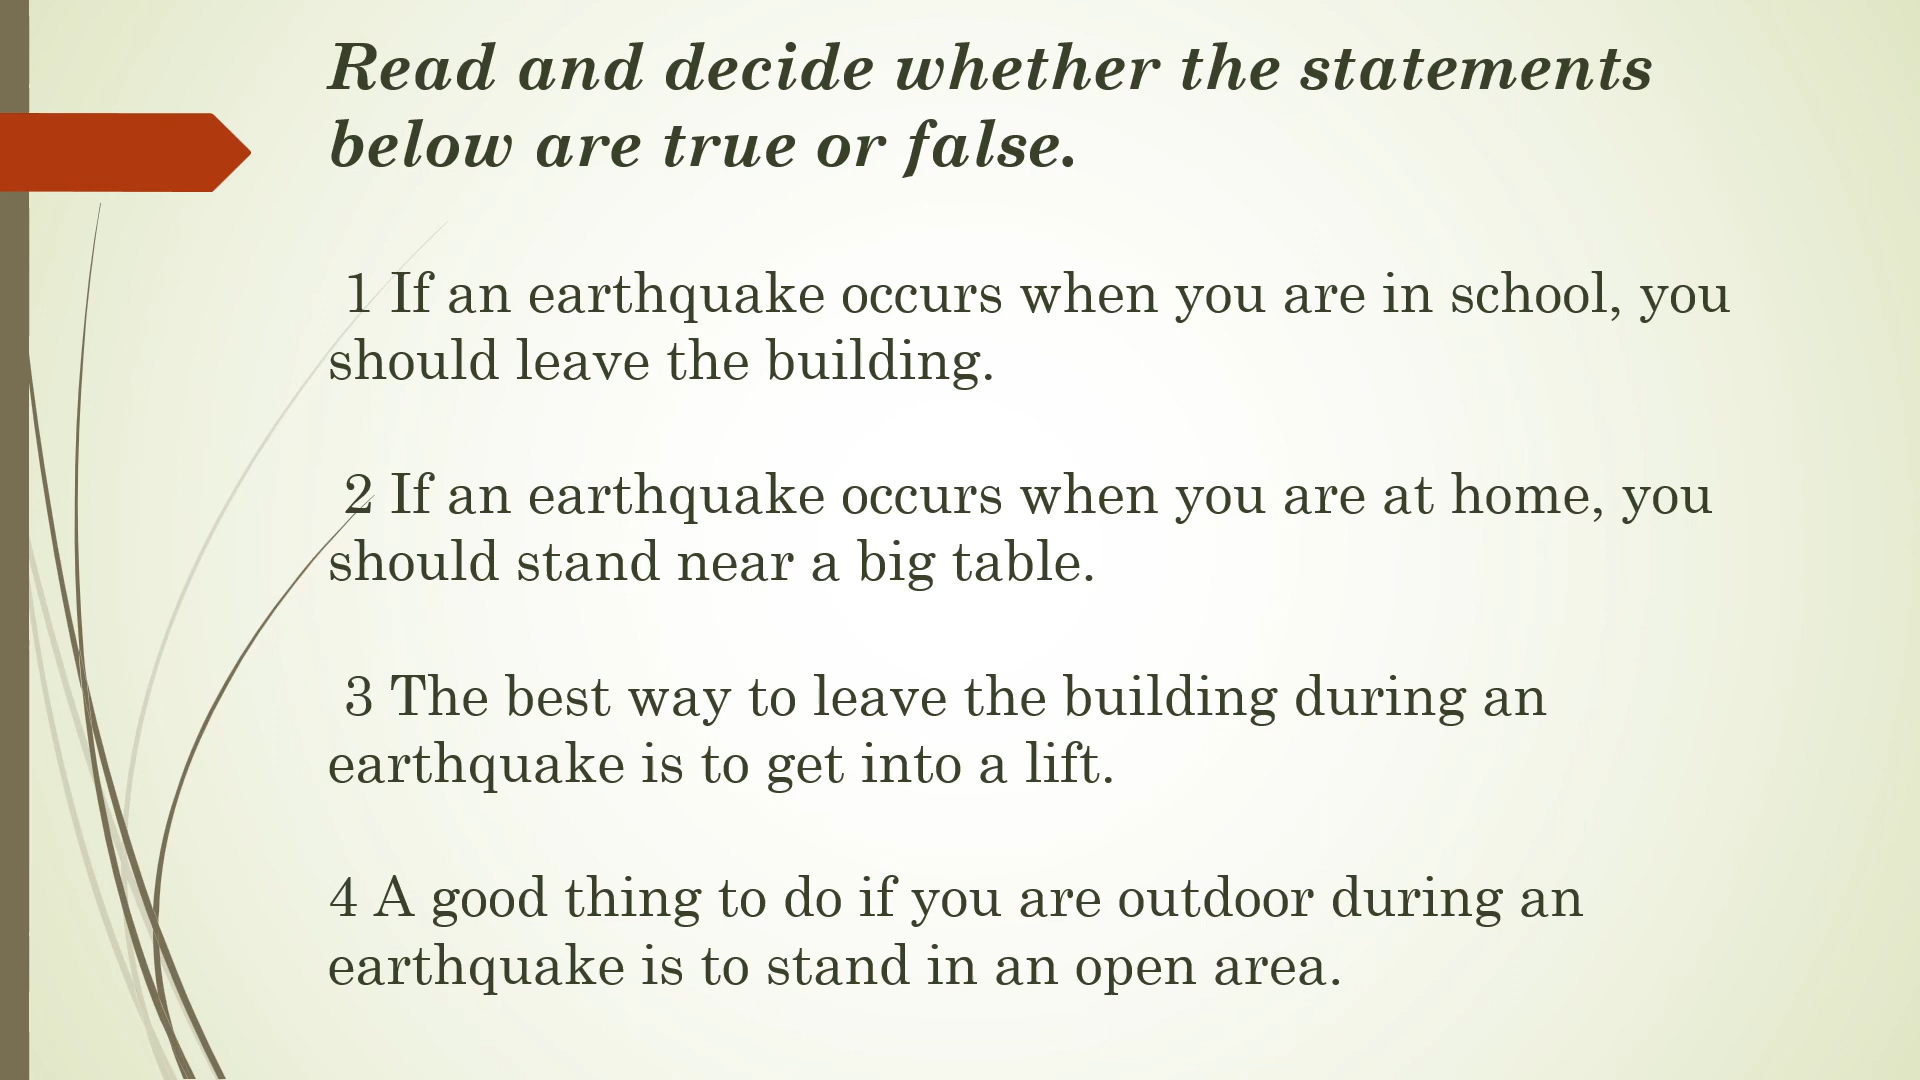 Read and decide whether the statements
below are true or false.
1 If an earthquake occurs when you are in school, you
should leave the building.
2 If an earthquake occurs when you are at home, you
should stand near a big table.
3 The best way to leave the building during an
earthquake is to get into a lift.
4 A good thing to do if you are outdoor during an
earthquake is to stand in an open area.